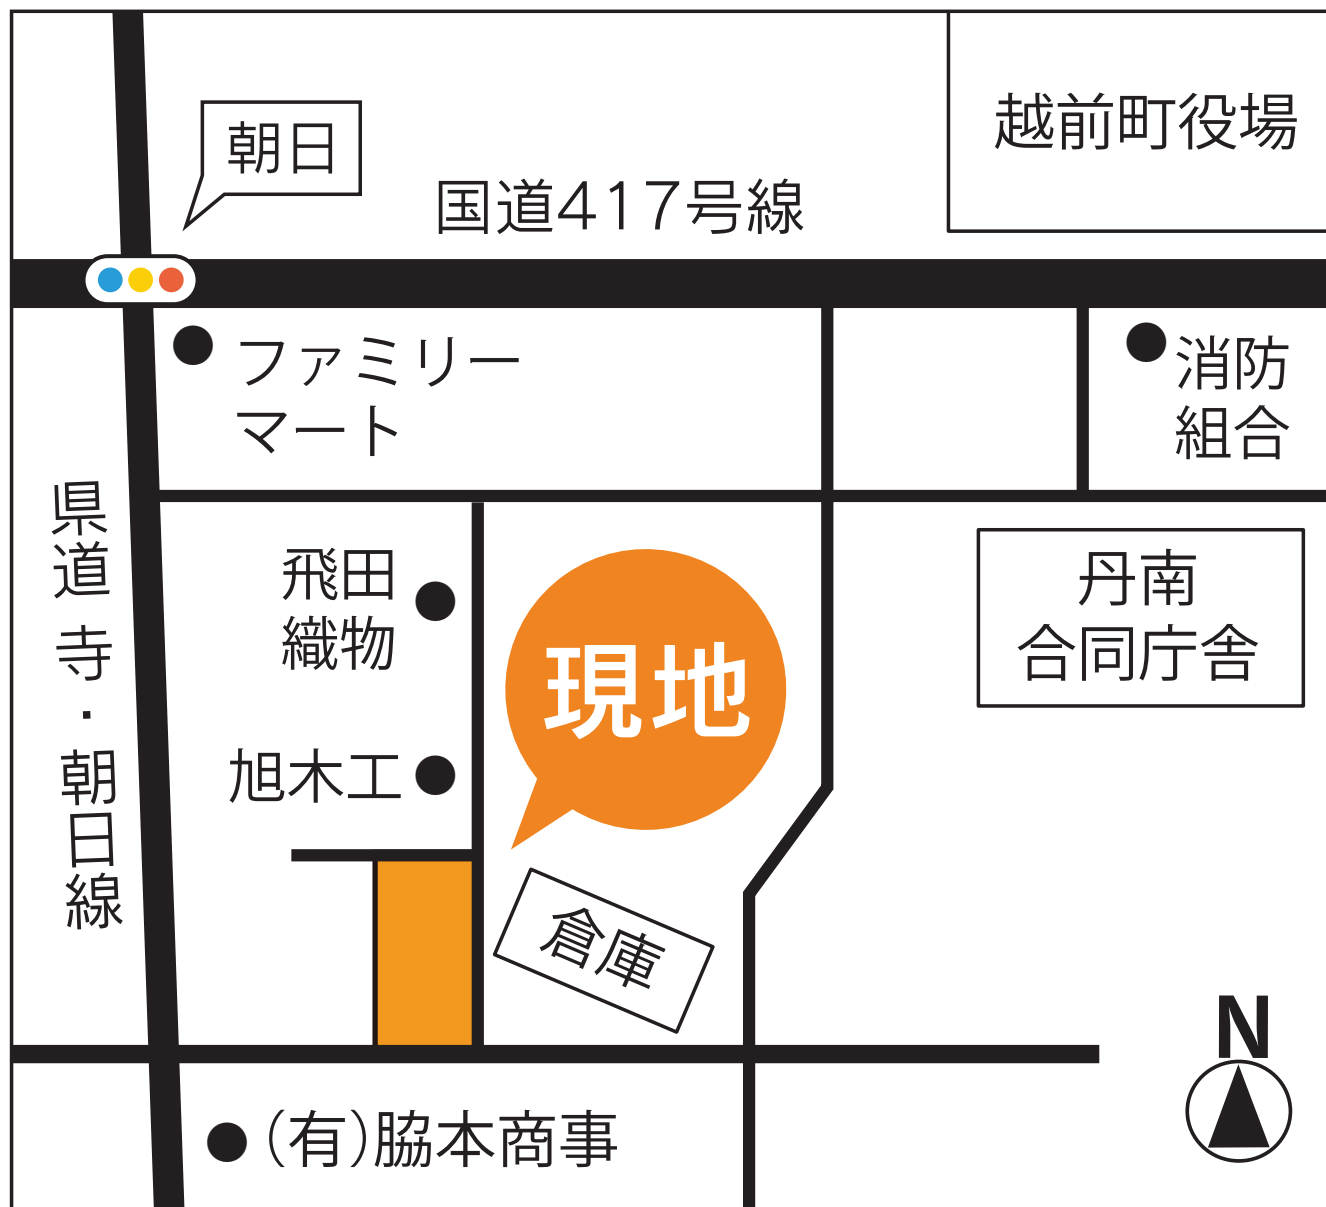 越前町役場
朝日
国道417号線
ファミリー
マート
消防
組合
県道 寺・朝日線
飛田
織物
現地
丹南
合同庁舎
旭木工
倉庫
N
(有)脇本商事